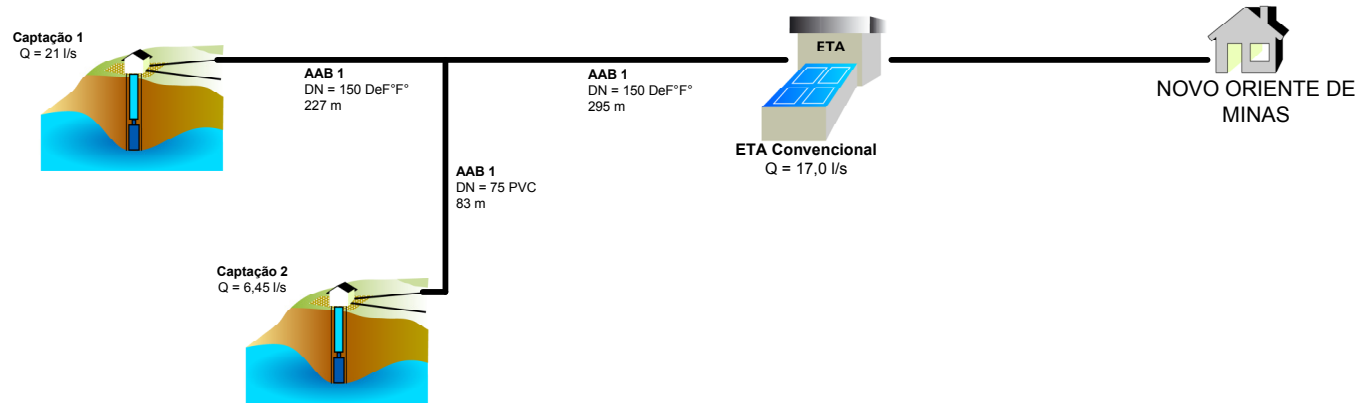 Captação 1
Q = 21 l/s
AAB 1
DN = 150 DeF°F°
227 m
AAB 1
DN = 150 DeF°F°
295 m
ETA
ETA Convencional
Q = 17,0 l/s
NOVO ORIENTE DE
MINAS
AAB 1
DN = 75 PVC
83 m
Captação 2
Q = 6,45 l/s